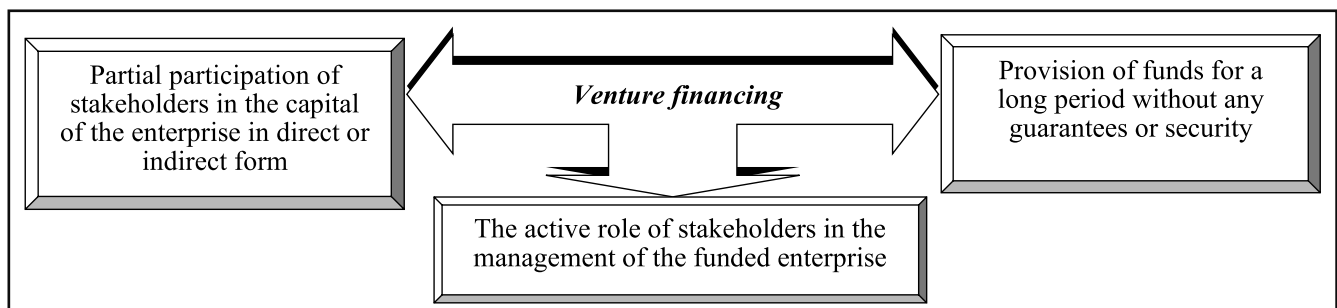 Partial participation of
stakeholders in the capital
of the enterprise in direct or
indirect form
Venture financing
Provision of funds for a
long period without any
guarantees or security
The active role of stakeholders in the
management of the funded enterprise